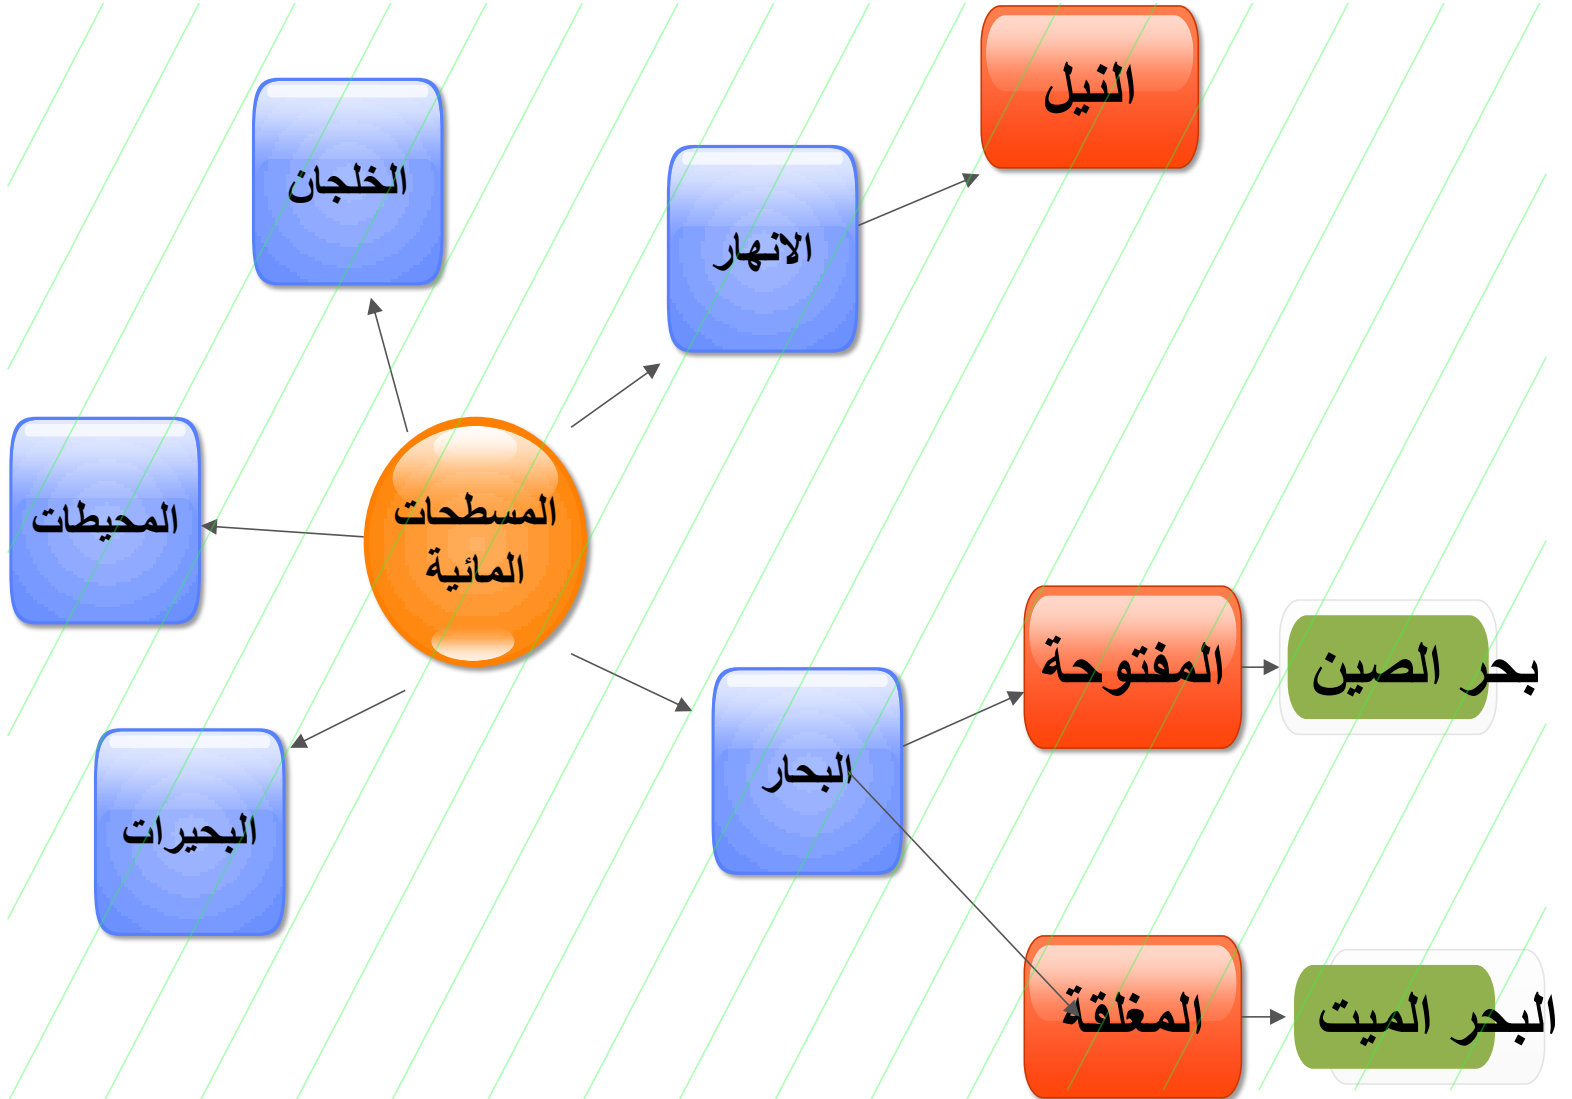 النيل
الخلجان
الانهار
المسطحات
المائية
المحيطات
المفتوحة
بحر الصين
البحار
البحيرات
المغلقة
البحر الميت